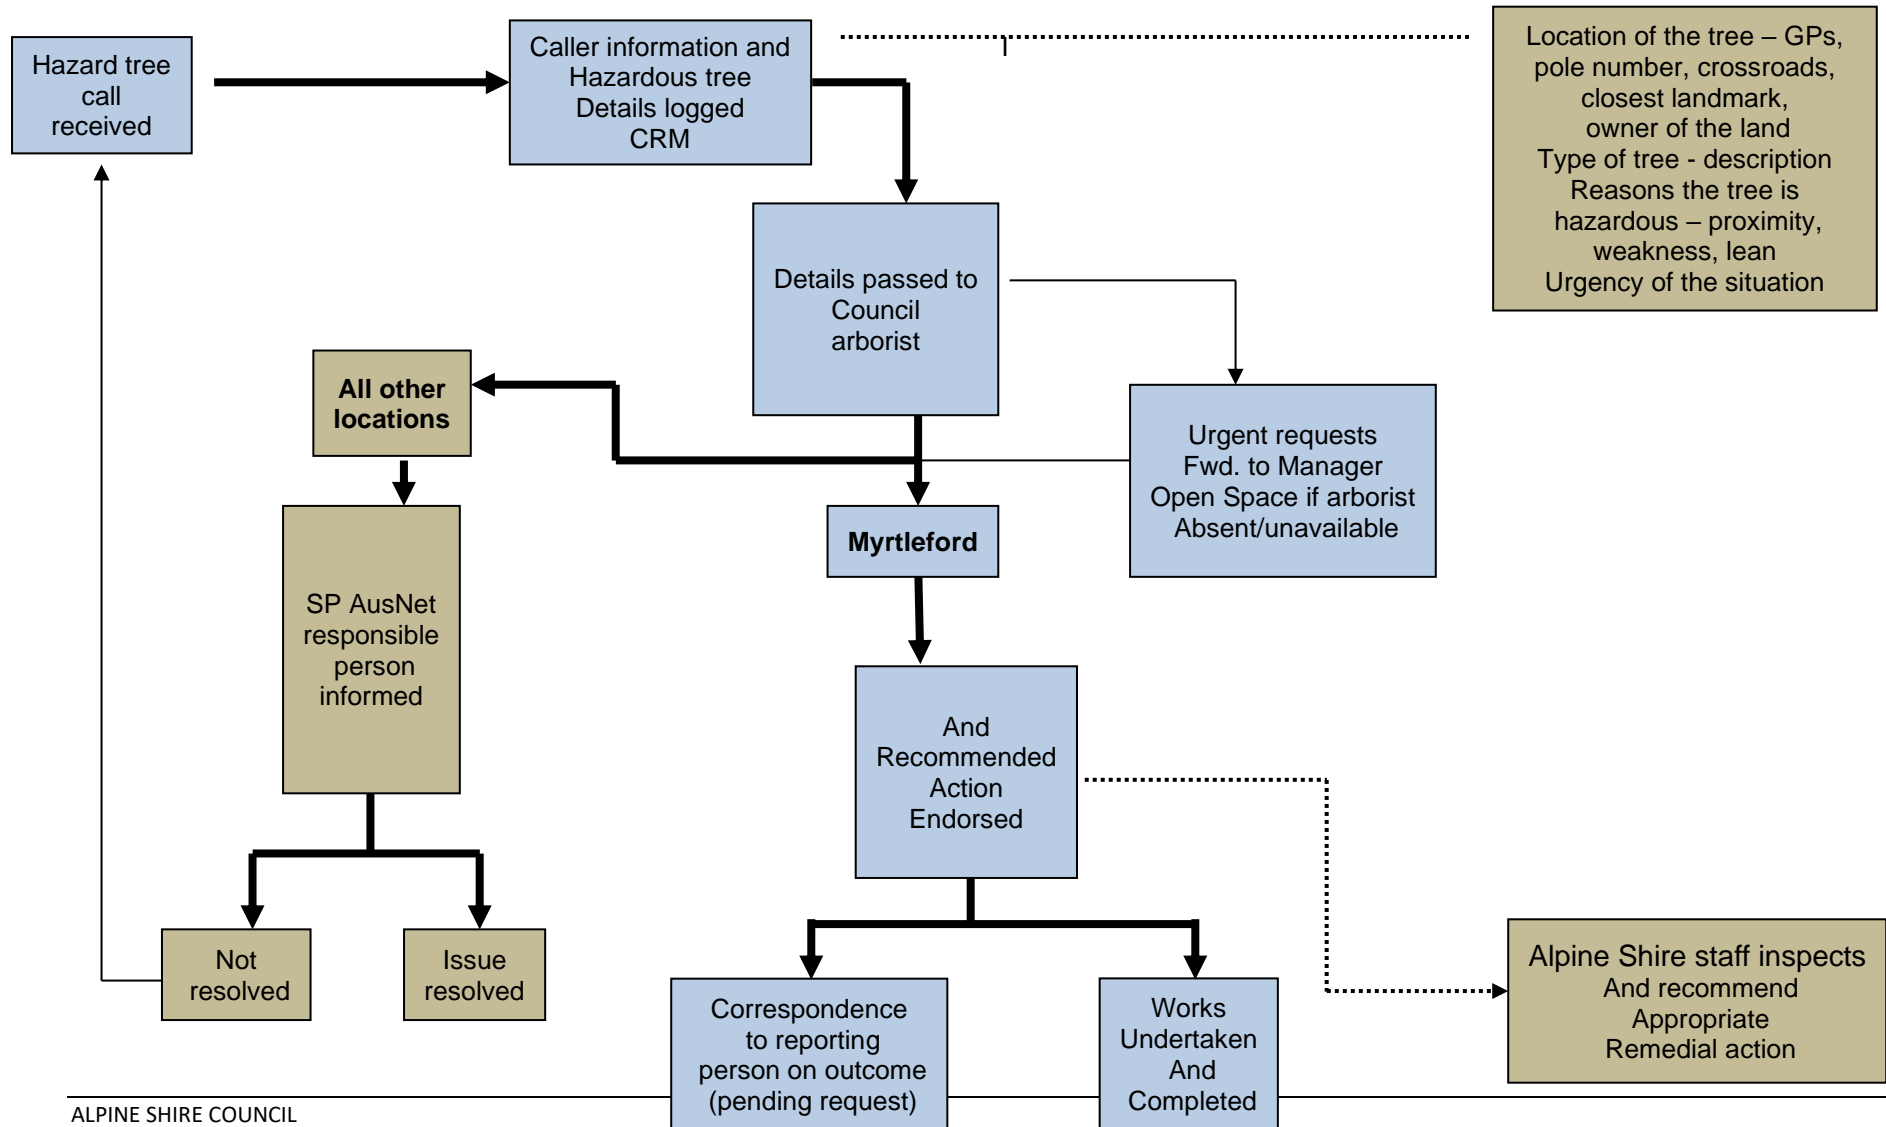 Hazard tree
call
received
Caller information and
Hazardous tree
Details logged
CRM
Location of the tree – GPs,
pole number, crossroads,
closest landmark,
owner of the land
Type of tree - description
Reasons the tree is
hazardous – proximity,
weakness, lean
Urgency of the situation
Details passed to
Council
arborist
All other
locations
Urgent requests
Fwd. to Manager
Open Space if arborist
Absent/unavailable
Myrtleford
SP AusNet
responsible
person
informed
And
Recommended
Action
Endorsed
Not
resolved
Issue
resolved
Correspondence
to reporting
person on outcome
(pending request)
Works
Undertaken
And
Completed
Alpine Shire staff inspects
And recommend
Appropriate
Remedial action
ALPINE SHIRE COUNCIL